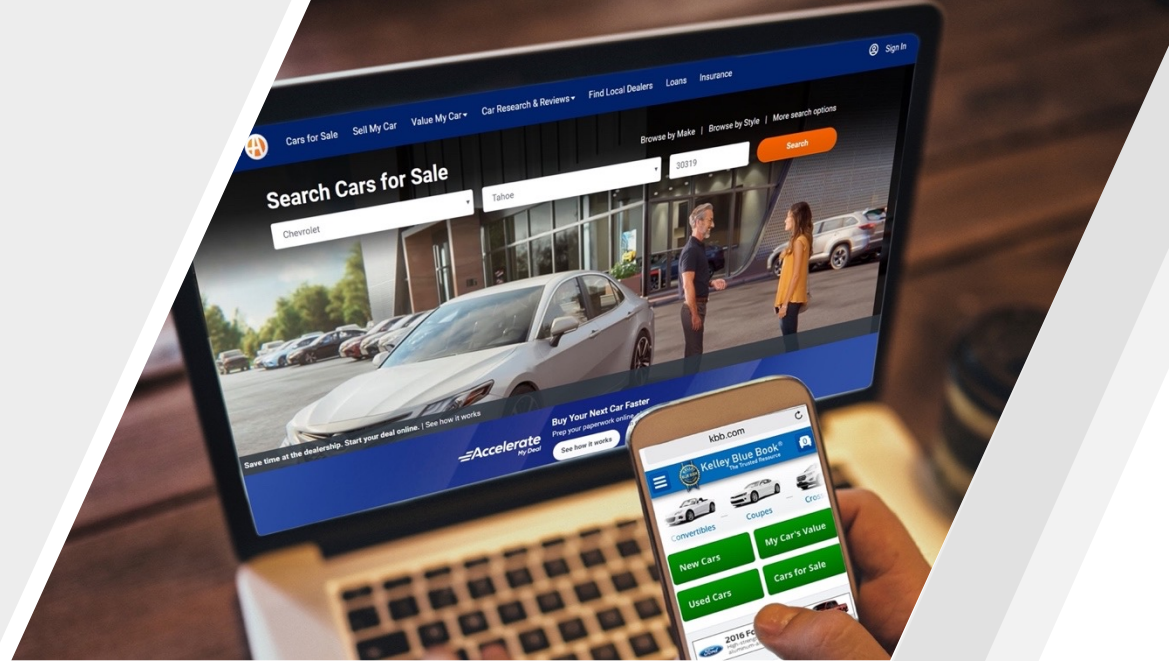 Sign In
Cars for Sale Sell My Car Value My Car Car Research & Reviews Find Local Dealers Loans Insurance
Browse by Make | Browse by Style | More search options
Search Cars for Sale
Chevrolet
Tahoe
30319
Search
Save time at the dealership. Start your deal online. | See how it works
Accelerate
My Deal
Buy Your Next Car Faster
Prep your paperwork online
See how it works
kbb.com
Kelley Blue Book®
The Trusted Resource
0
Convertibles
Coupes
Cros
New Cars
My Car's Value
Used Cars
Cars for Sale
Ford
2016 Fo